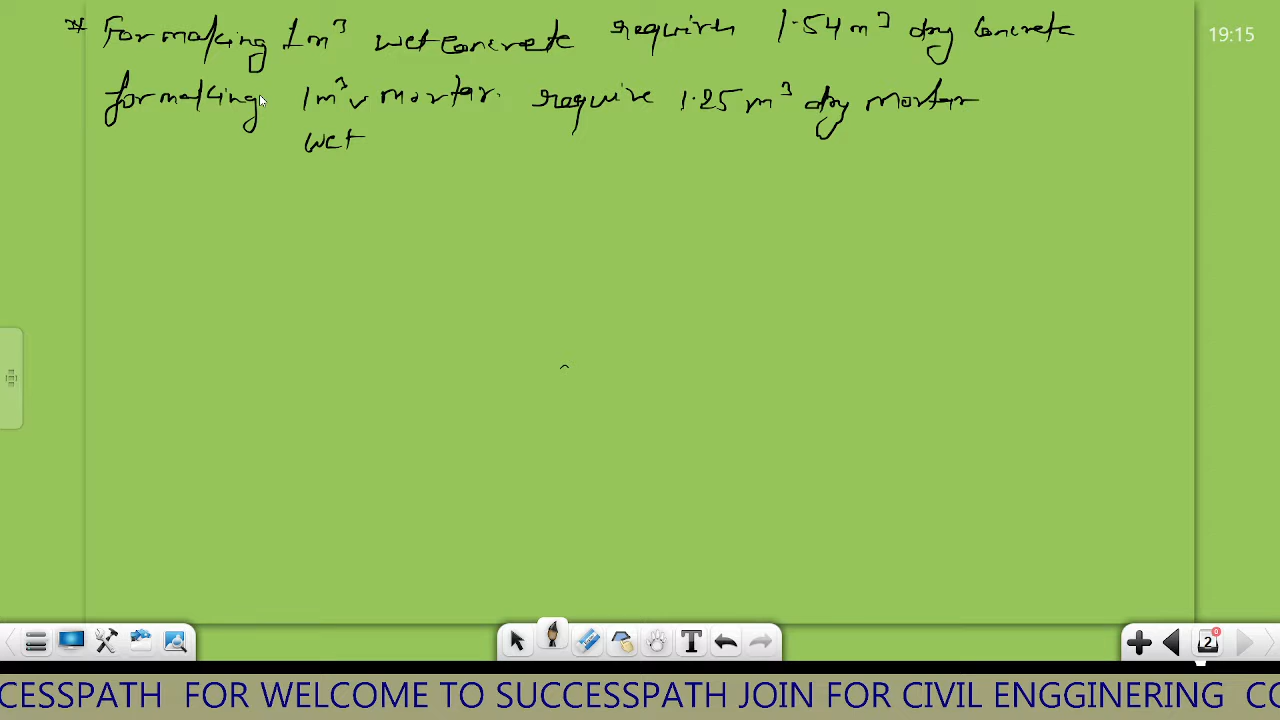 * For making 1m³ wet concrete requires 1.54 m³ dry concrete
19:15
for making 1m³ v mortar. require 1.25 m³ dry mortar
wet
2
CESSPATH FOR WELCOME TO SUCCESSPATH JOIN FOR CIVIL ENGGINERING CO